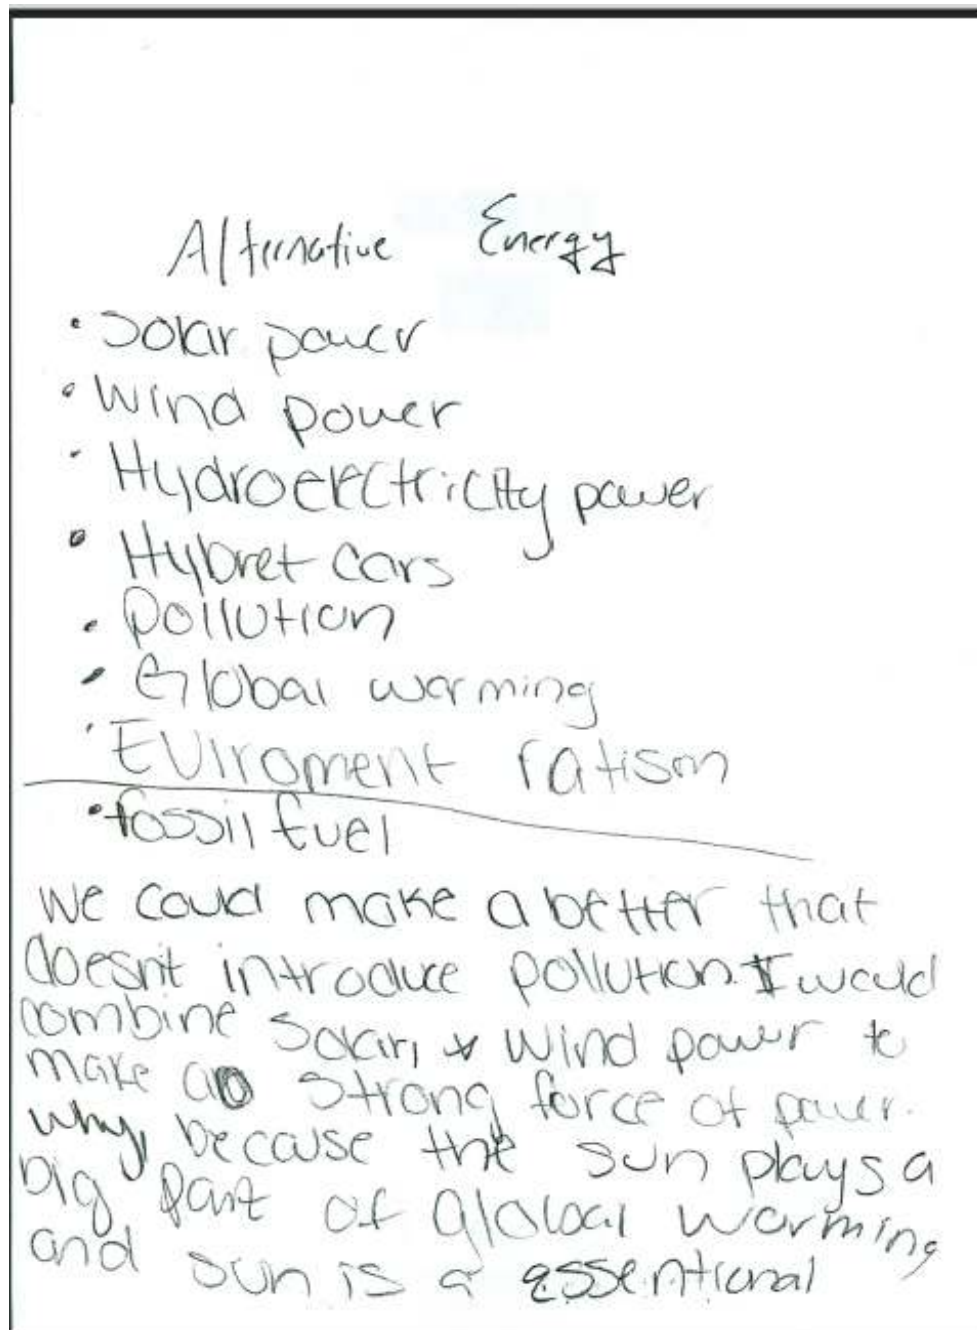 Alternative Energy
• Solar power
• Wind power
• Hydroelectricity power
• Hybret cars
• Pollution
• Global warming
• Eviroment ratism
• fossil fuel
we could make a better that
doesn't introduce pollution. I would
combine Solar, & Wind power to
make a strong force of power.
why, because the sun plays a
big part of glolbal warming
and sun is a essentional